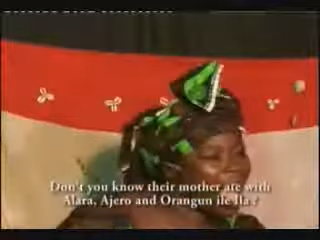 Don't you know their mother ate with
Alara, Ajero and Orangun ile Ila?